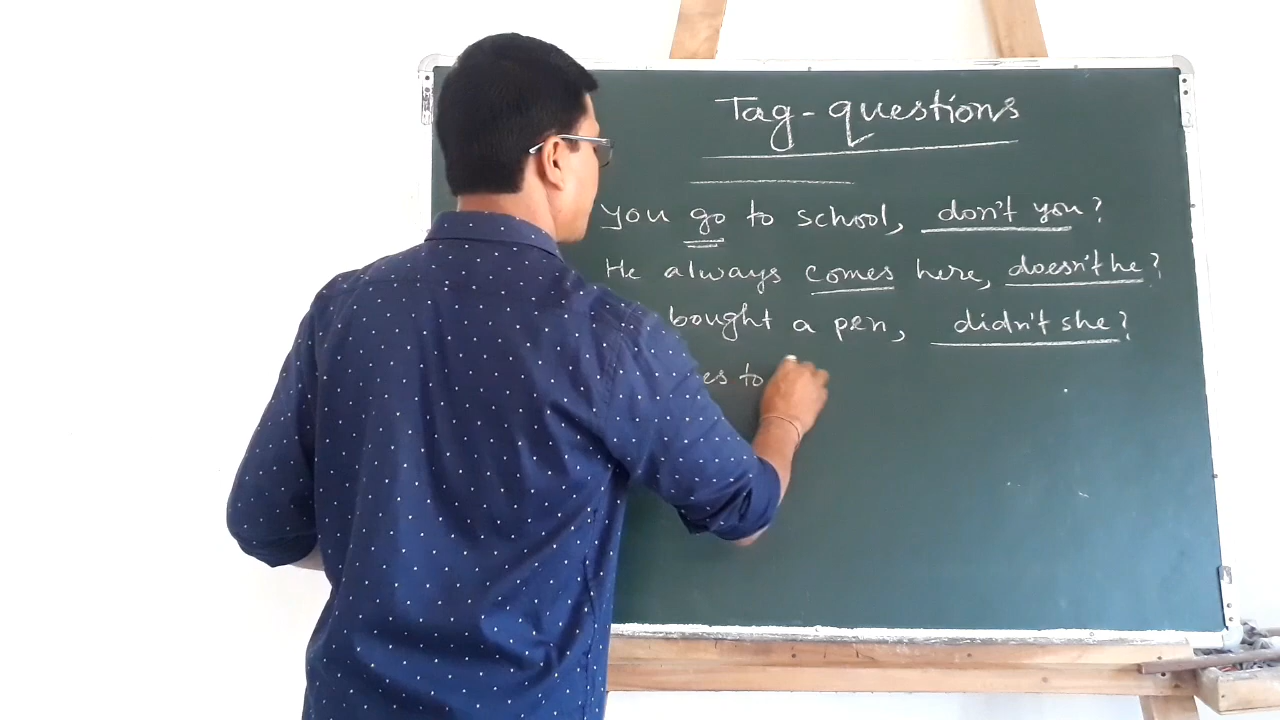 Tag-questions
you go to school, don't you?
He always comes here, doesn't he?
bought a pen, didn't she?
es to